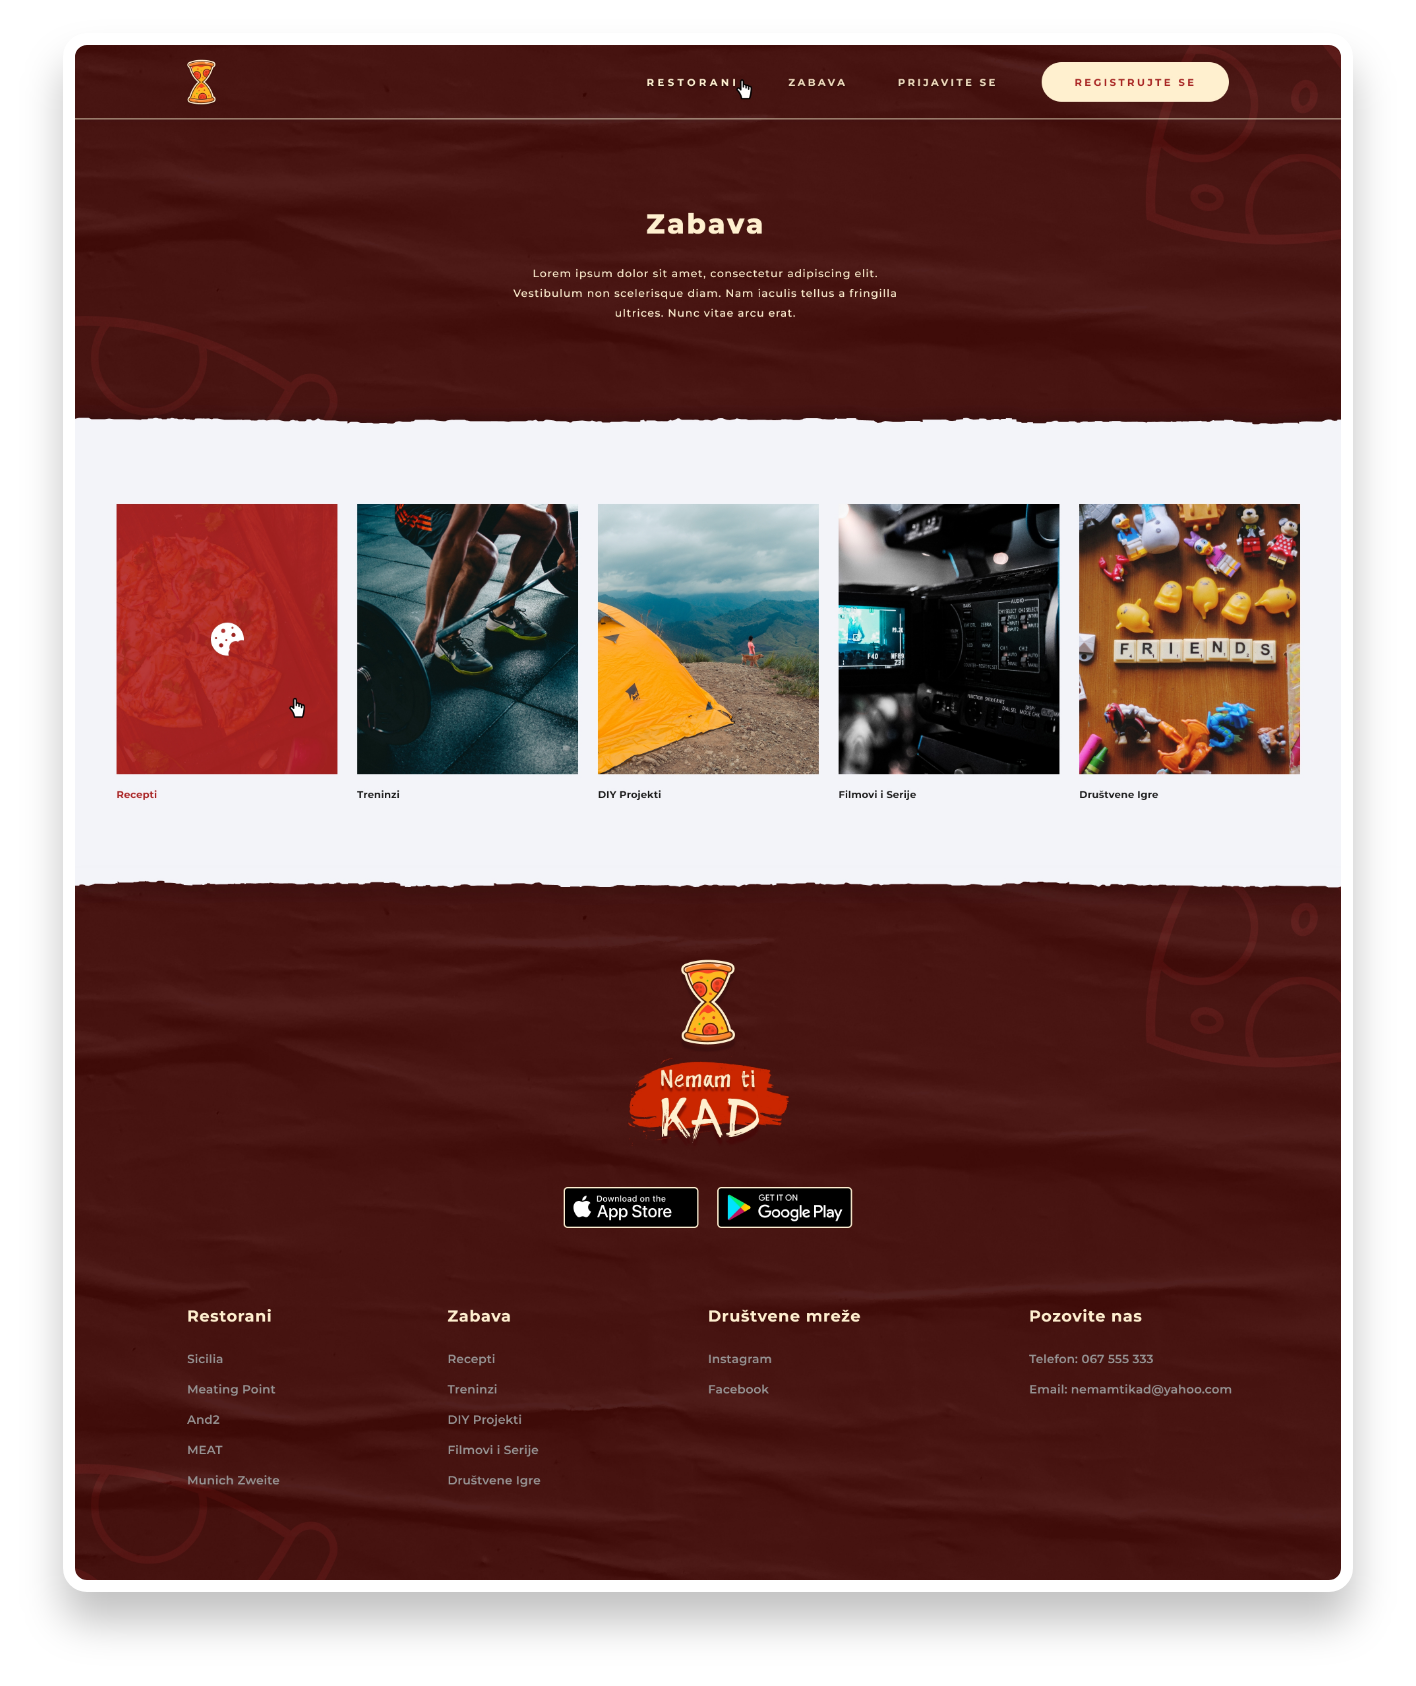 RESTORANI
ZABAVA
PRIJAVITE SE
REGISTRUJTE SE
Zabava
Lorem ipsum dolor sit amet, consectetur adipiscing elit.
Vestibulum non scelerisque diam. Nam iaculis tellus a fringilla
ultrices. Nunc vitae arcu erat.
FRIENDS
Recepti
Treninzi
DIY Projekti
Filmovi i Serije
Društvene Igre
Nemam ti
KAD
Download on the
App Store
GET IT ON
Google Play
Restorani
Sicilia
Meating Point
And2
MEAT
Munich Zweite
Zabava
Recepti
Treninzi
DIY Projekti
Filmovi i Serije
Društvene Igre
Društvene mreže
Instagram
Facebook
Pozovite nas
Telefon: 067 555 333
Email: nemamtikad@yahoo.com